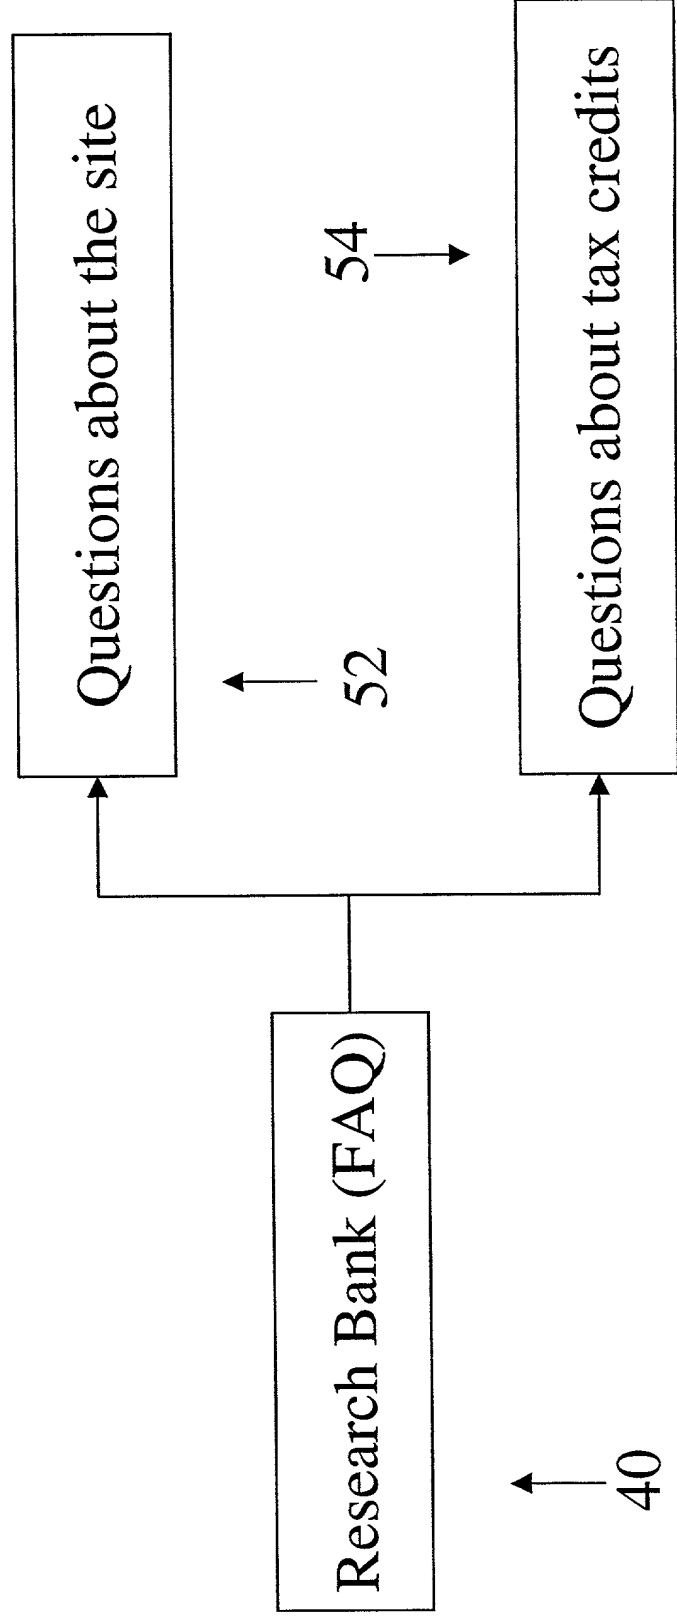 Questions about the site
52
Research Bank (FAQ)
54
40
Questions about tax credits